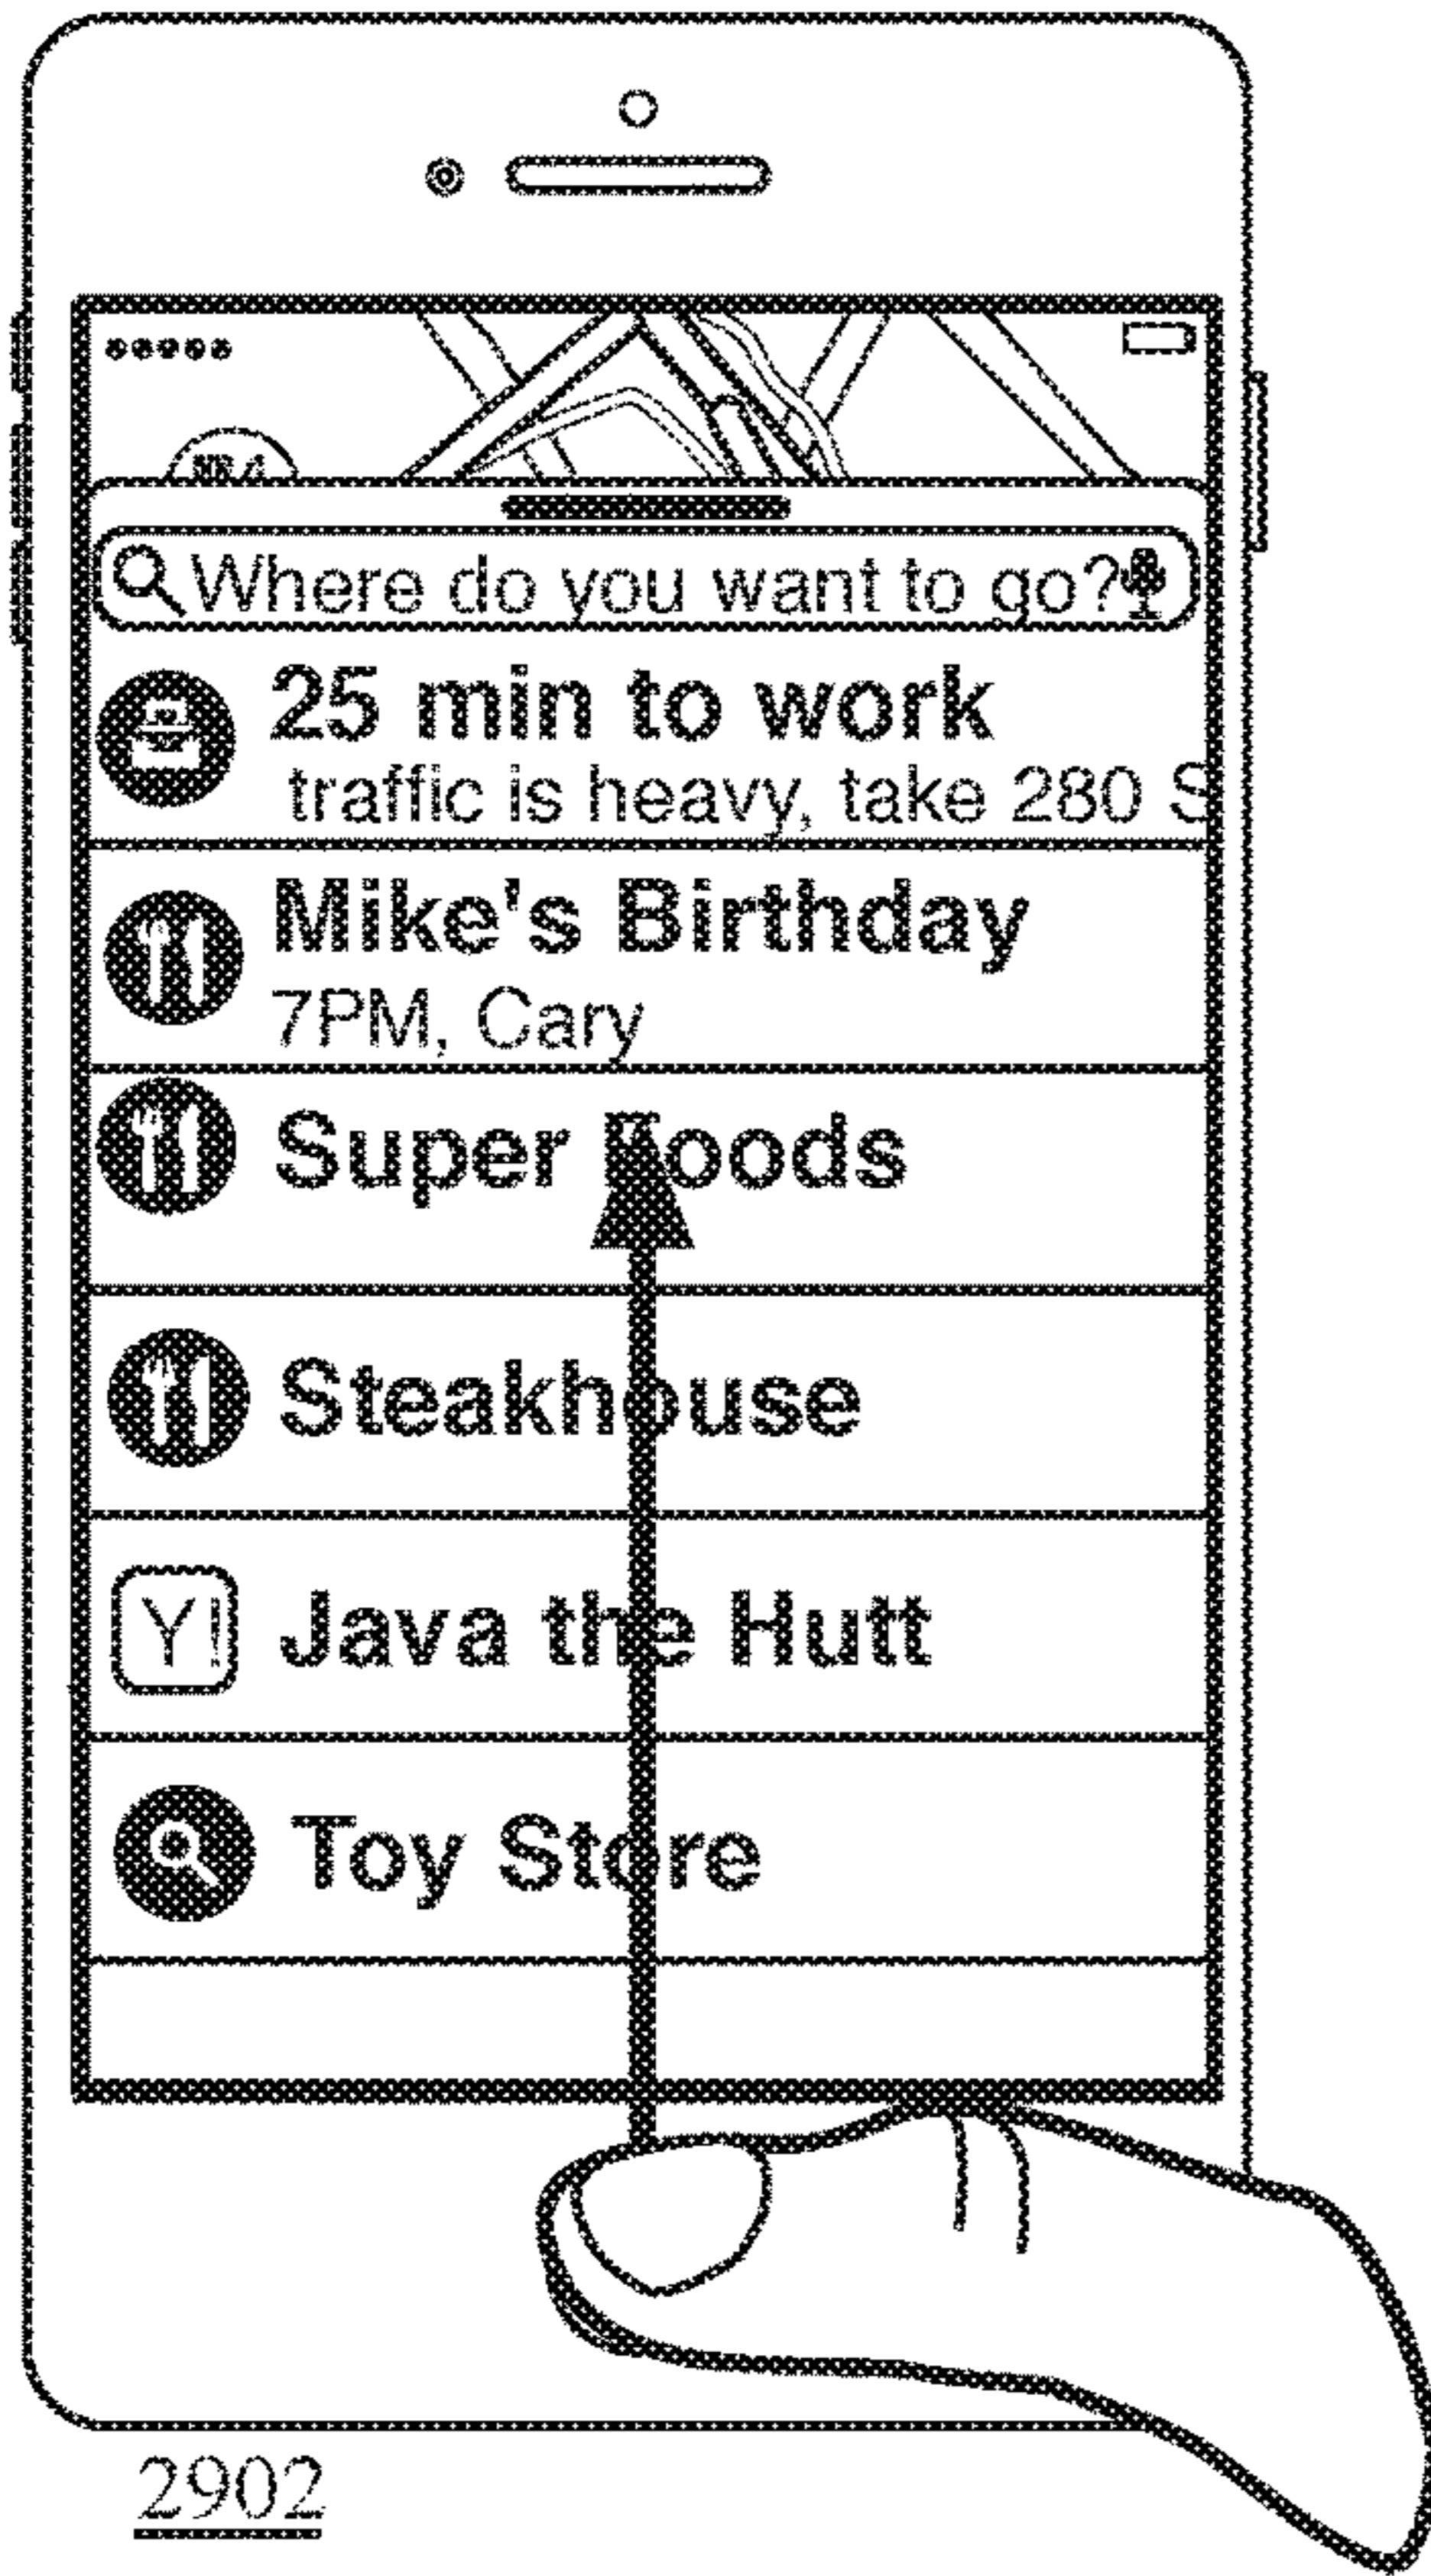 Where do you want to go?
25 min to work
traffic is heavy, take 280 S
Mike's Birthday
7PM, Cary
Super Foods
Steakhouse
Y!
Java the Hutt
Toy Store
2902